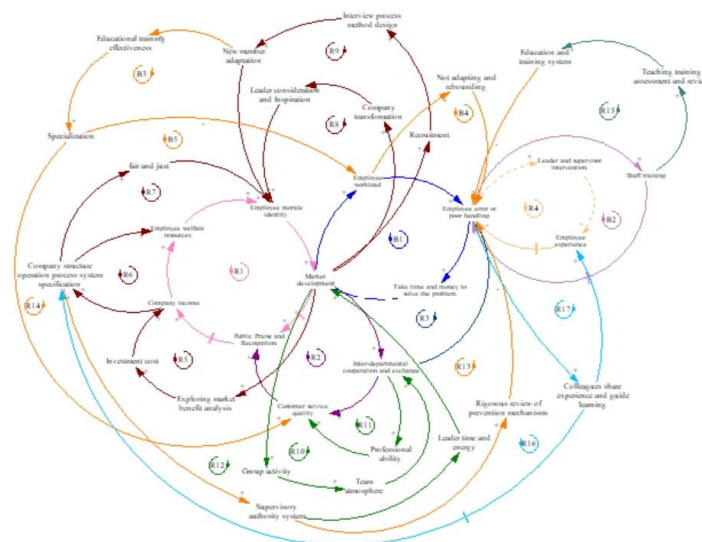 Interview process
method design
Educational training
effectiveness
New member
adaptation
R9
Education and
training system
B3
Teaching training
assessment and revie
Not adapting and
rebounding
Leader consideration
and Inspiration
Company
transformation
R8
B4
R15
Specialization
B5
Recruitment
fair and just
Leader and supervisor
intervention
Staff training
Employee
workload
R7
Employee morale
identity
Employee error or
poor handling
R4
B2
Employee welfare
resources
Employee
experience
B1
Company structure
operation process system
specification
R6
R1
Market
development
Take time and money to
solve the problem
R14
Company income
R3
R17
Public Praise and
Recognition
R5
R2
Inter-departmental
cooperation and exchange
R13
Investment cost
Colleagues share
experience and guide
learning
Exploring market
benefit analysis
Customer service
quality
Rigorous review of
prevention mechanisms
R11
R10
Leader time and
energy
R16
R12
Professional
ability
Group activity
Team
atmosphere
Supervisory
authority system